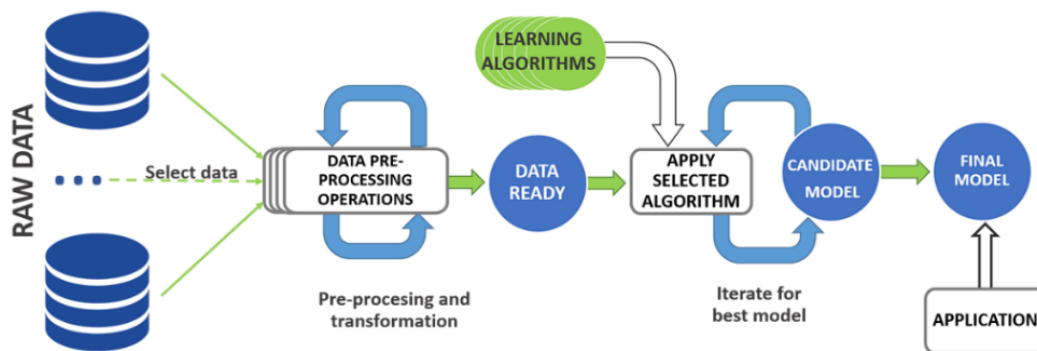 RAW DATA
Select data
DATA PRE-
PROCESSING
OPERATIONS
Pre-procesing and
transformation
DATA
READY
LEARNING
ALGORITHMS
APPLY
SELECTED
ALGORITHM
Iterate for
best model
CANDIDATE
MODEL
FINAL
MODEL
APPLICATION